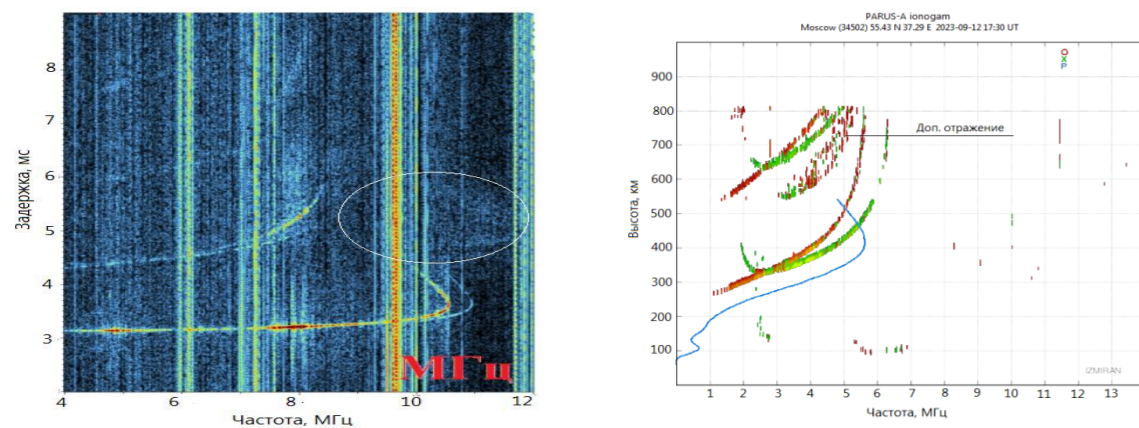 Задержка, мс
8
7
6
5
4
3
4
6
8
10
12
МГц
Частота, МГц
PARUS-A ionogam
Moscow (34502) 55.43 N 37.29 E 2023-09-12 17:30 UT
O
X
P
Высота, км
900
800
700
600
500
400
300
200
100
Доп. отражение
IZMIRAN
1 2 3 4 5 6 7 8 9 10 11 12 13
Частота, МГц